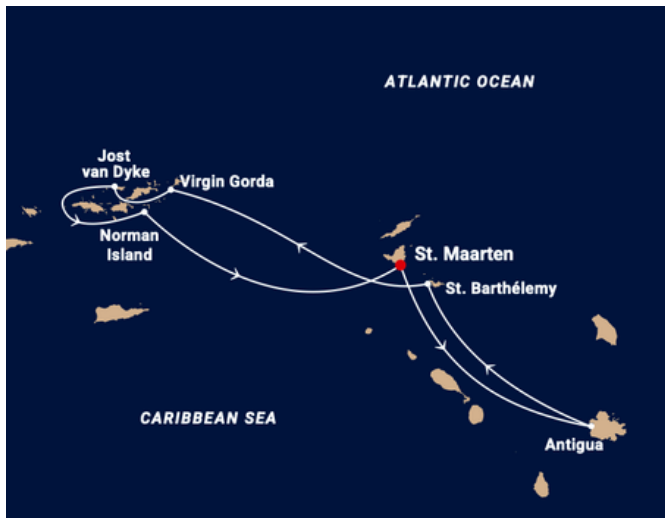 ATLANTIC OCEAN
Jost
van Dyke
Virgin Gorda
Norman
Island
St. Maarten
St. Barthélemy
CARIBBEAN SEA
Antigua